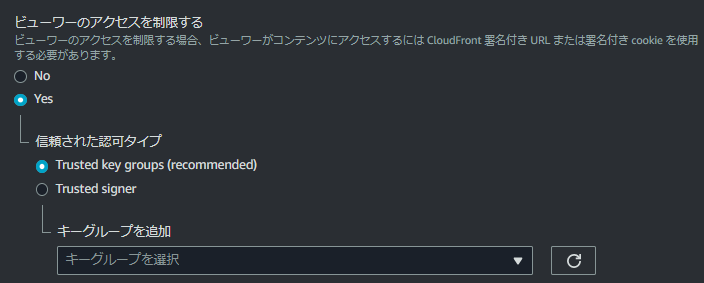 ビューワーのアクセスを制限する
ビューワーのアクセスを制限する場合、ビューワーがコンテンツにアクセスするには CloudFront 署名付き URL または署名付き cookie を使用
する必要があります。
No
Yes
信頼された認可タイプ
Trusted key groups (recommended)
Trusted signer
キーグループを追加
キーグループを選択